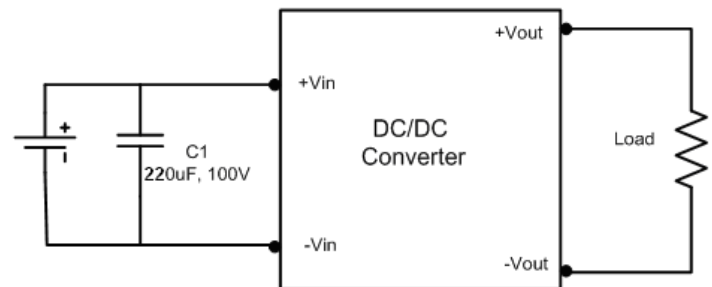 +Vout
+Vin
+
DC/DC
Converter
Load
C1
220uF, 100V
-Vin
-Vout